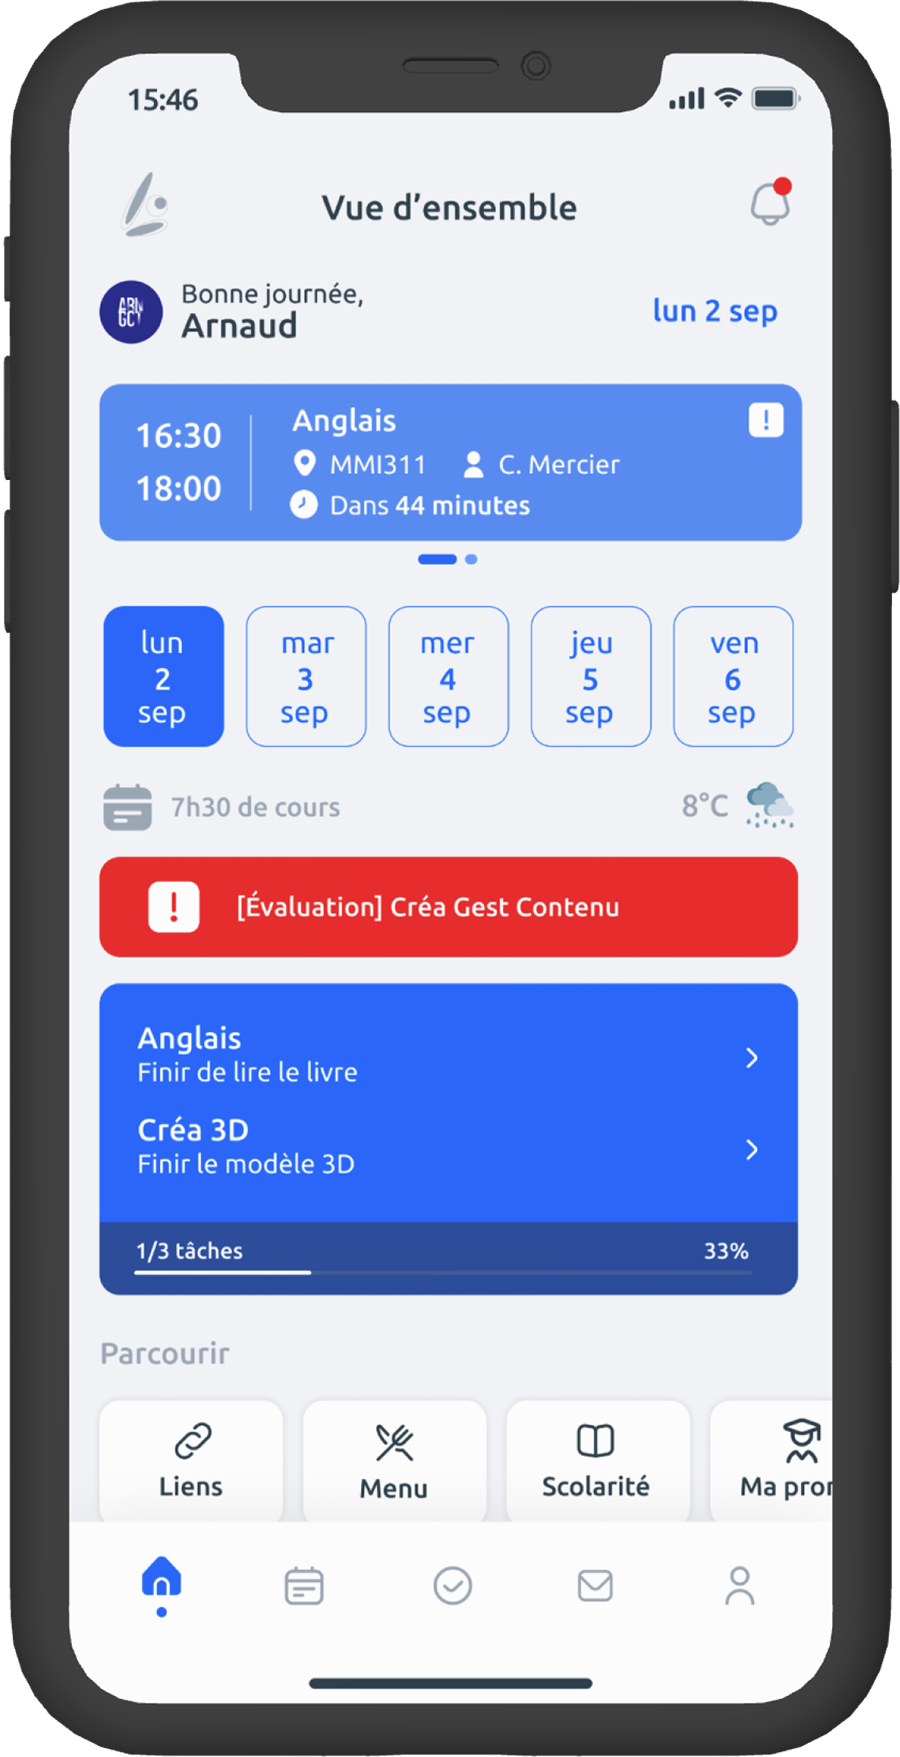 15:46
Vue d’ensemble
Bonne journée,
Arnaud
lun 2 sep
16:30
18:00
Anglais
MMI311 C. Mercier
Dans 44 minutes
lun
2
sep
mar
3
sep
mer
4
sep
jeu
5
sep
ven
6
sep
7h30 de cours
8°C
[Évaluation] Créa Gest Contenu
Anglais
Finir de lire le livre
Créa 3D
Finir le modèle 3D
1/3 tâches 33%
Parcourir
Liens
Menu
Scolarité
Ma pror